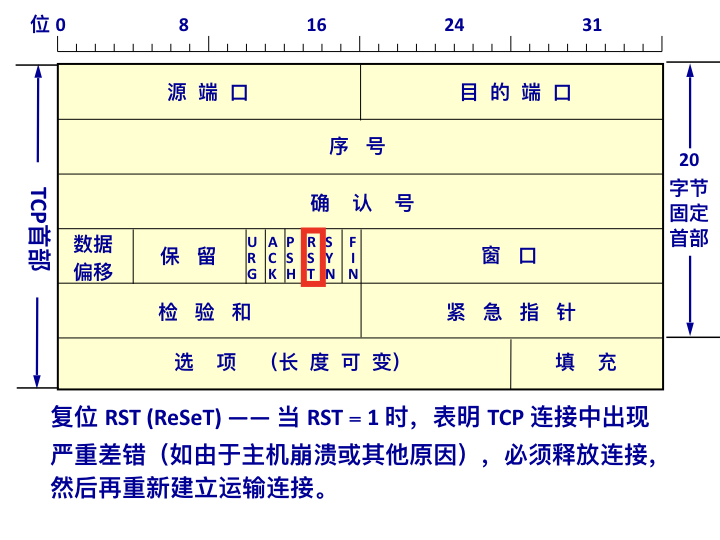 位 0 8 16 24 31
源 端 口 目 的 端 口
序 号
确 认 号
数据
偏移
保 留
URG
ACK
PSH
RST
SYN
FIN
窗 口
检 验 和 紧 急 指 针
选 项 （长 度 可 变） 填 充
TCP首部
20
字节
固定
首部
复位 RST (ReSeT) —— 当 RST = 1 时，表明 TCP 连接中出现
严重差错（如由于主机崩溃或其他原因），必须释放连接，
然后再重新建立运输连接。